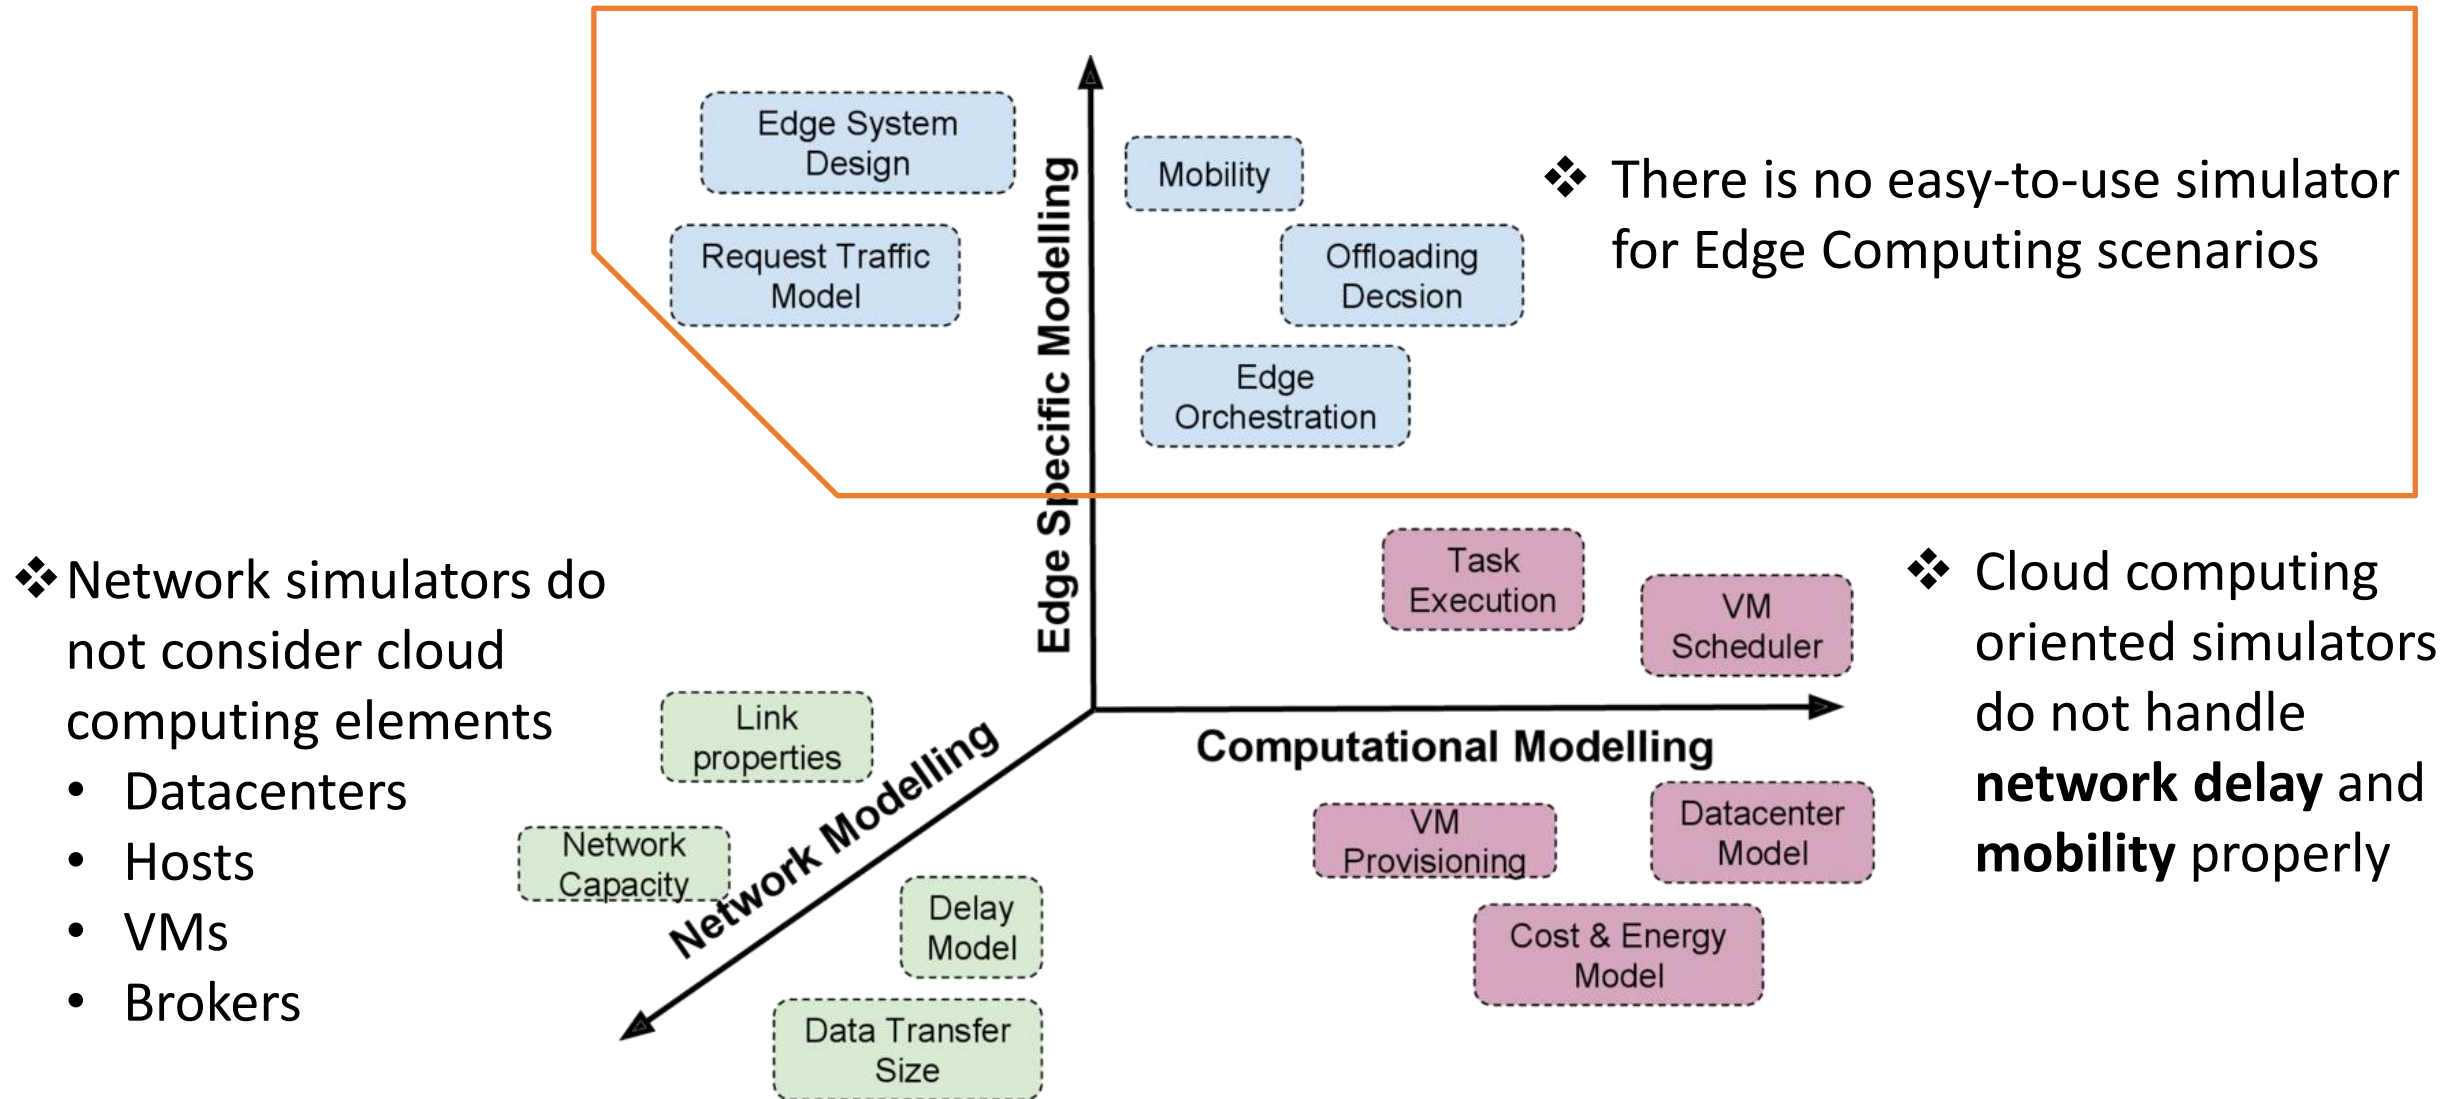 Edge System
Design
Request Traffic
Model
Edge Specific Modelling
Mobility
Offloading
Decsion
Edge
Orchestration
❖ There is no easy-to-use simulator
for Edge Computing scenarios
❖ Network simulators do
not consider cloud
computing elements
• Datacenters
• Hosts
• VMs
• Brokers
Link
properties
Network
Capacity
Network Modelling
Delay
Model
Data Transfer
Size
Task
Execution
VM
Scheduler
Computational Modelling
VM
Provisioning
Datacenter
Model
Cost & Energy
Model
❖ Cloud computing
oriented simulators
do not handle
network delay and
mobility properly